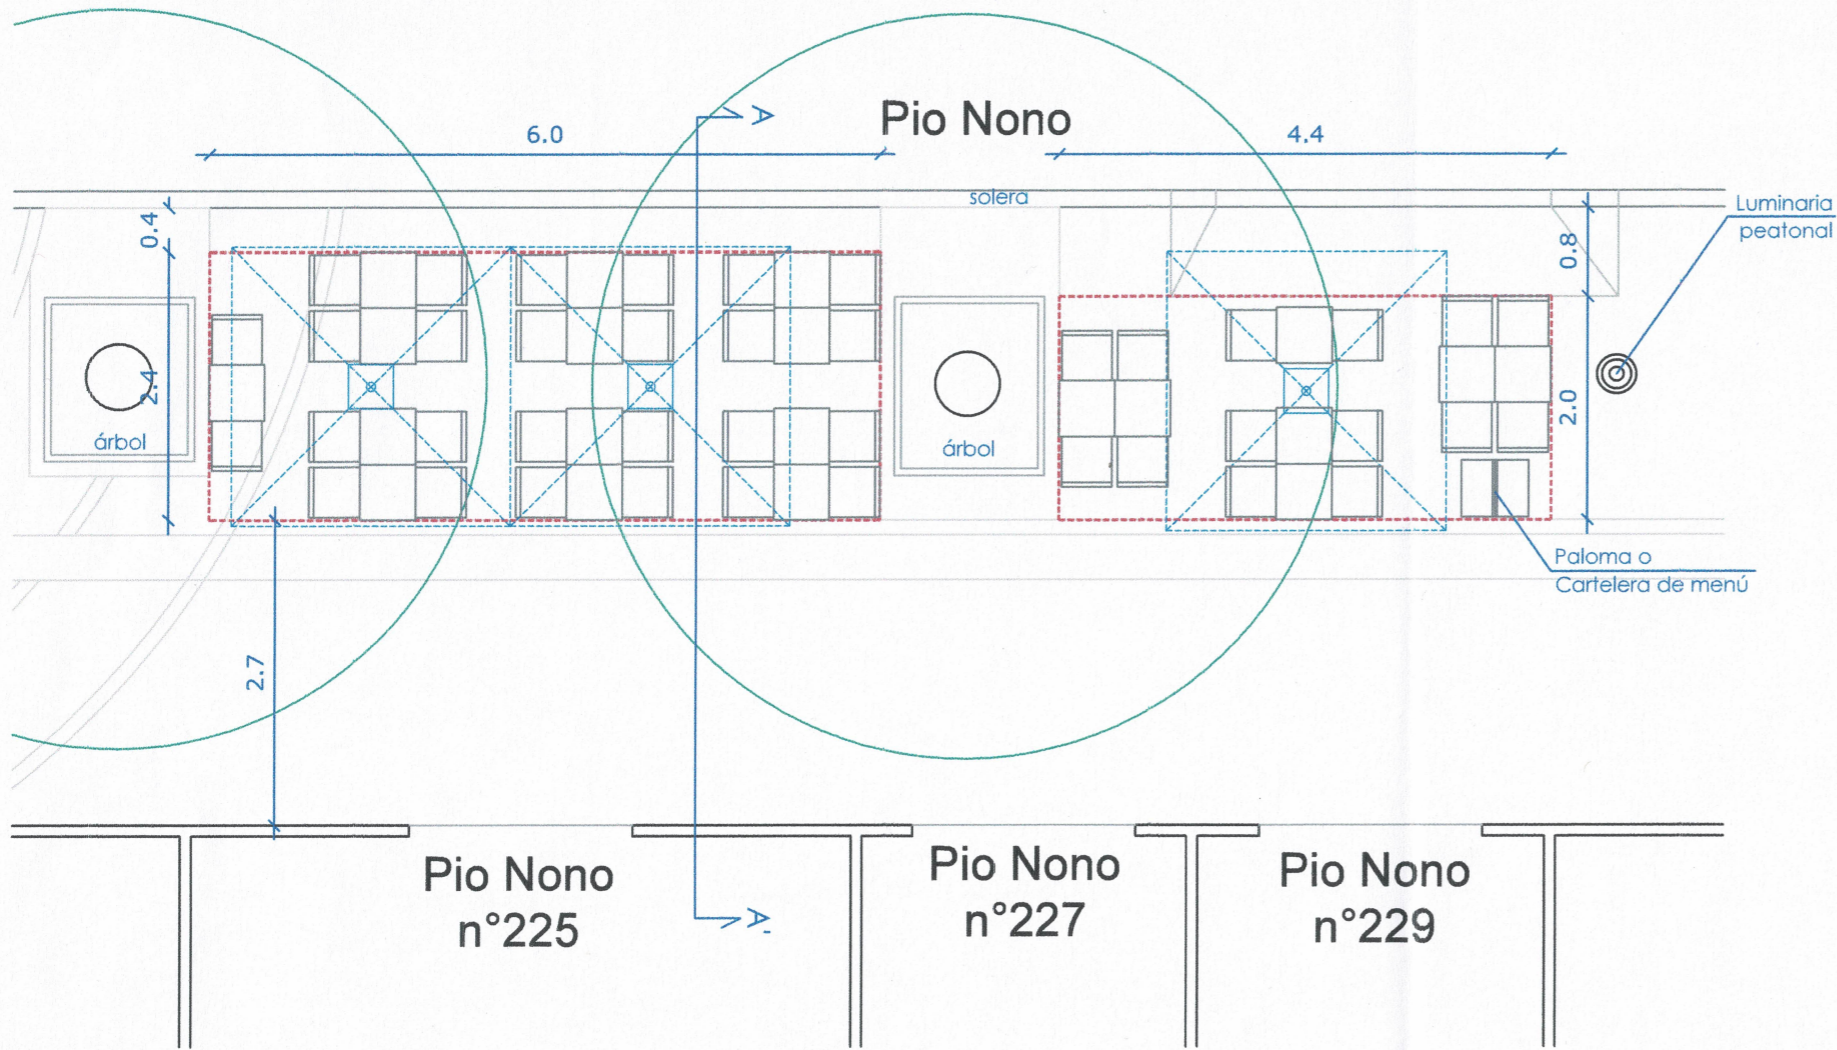 A
Pio Nono
6.0
4.4
solera
Luminaria
peatonal
0.4
0.8
2.4
2.0
árbol
árbol
Paloma o
Cartelera de menú
2.7
Pio Nono
n°225
Pio Nono
n°227
Pio Nono
n°229
A'